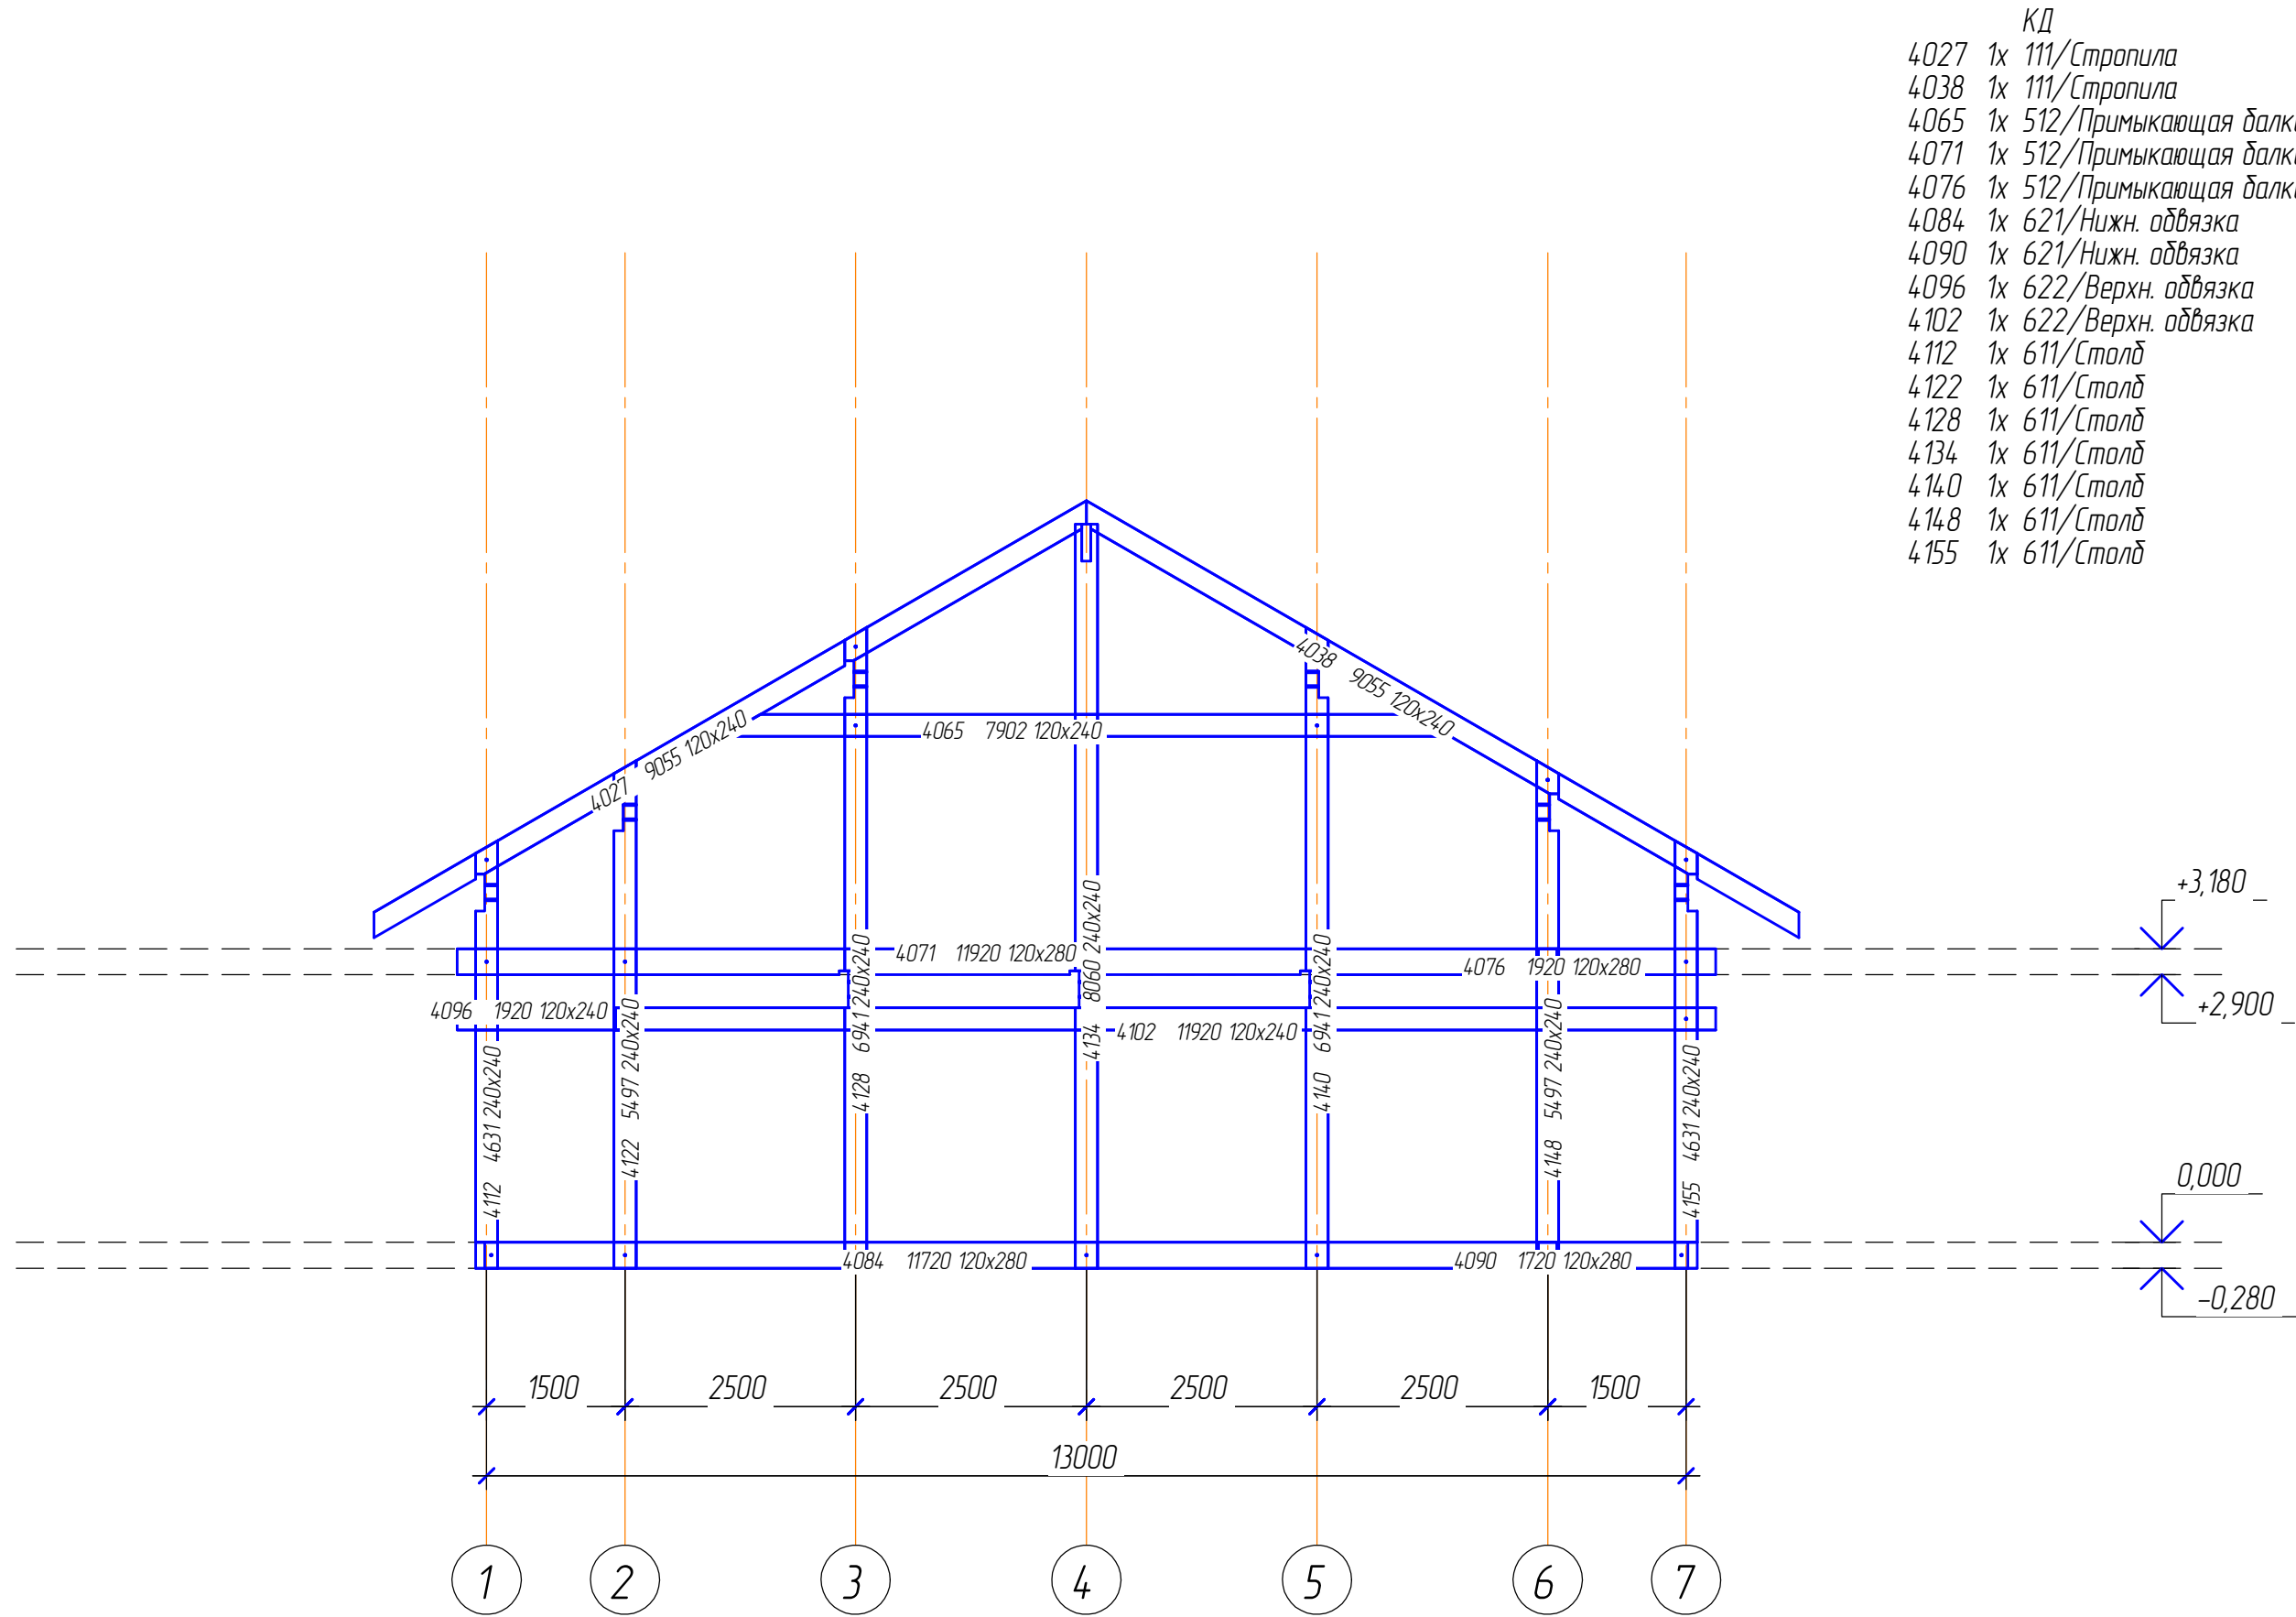 КД
4027 1x 111/Стропила
4038 1x 111/Стропила
4065 1x 512/Примыкающая
4071 1x 512/Примыкающая
4076 1x 512/Примыкающая
4084 1x 621/Нижн. обвязка
4090 1x 621/Нижн. обвязка
4096 1x 622/Верхн. обвязка
4102 1x 622/Верхн. обвязка
4112 1x 611/Столб
4122 1x 611/Столб
4128 1x 611/Столб
4134 1x 611/Столб
4140 1x 611/Столб
4148 1x 611/Столб
4155 1x 611/Столб
4038 9055 120x240
4065 7902 120x240
4027 9055 120x240
+3,180
4071 11920 120x280
4076 1920 120x280
+2,900
4096 1920 120x240
4102 11920 120x240
4112 4631 240x240
4122 5497 240x240
4128 6941 240x240
4134 8060 240x240
4140 6941 240x240
4148 5497 240x240
4155 4631 240x240
0,000
4084 11720 120x280
4090 1720 120x280
-0,280
1500 2500 2500 2500 2500 1500
13000
1 2 3 4 5 6 7